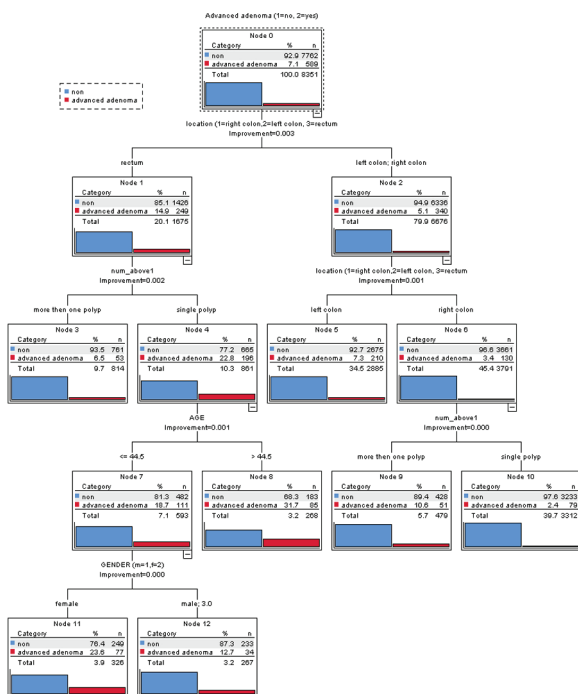 Advanced adenoma (1=no, 2=yes)
Node 0
Category % n
non 92.9 7762
advanced adenoma 7.1 589
Total 100.0 8351
non
advanced adenoma
location (1=right colon,2=left colon, 3=rectum
Improvement=0.003
rectum
left colon; right colon
Node 1
Category % n
non 85.1 1426
advanced adenoma 14.9 249
Total 20.1 1675
Node 2
Category % n
non 94.9 6336
advanced adenoma 5.1 340
Total 79.9 6676
num_above1
Improvement=0.002
location (1=right colon,2=left colon, 3=rectum
Improvement=0.001
more then one polyp
single polyp
left colon
right colon
Node 3
Category % n
non 93.5 761
advanced adenoma 6.5 53
Total 9.7 814
Node 4
Category % n
non 77.2 665
advanced adenoma 22.8 196
Total 10.3 861
Node 5
Category % n
non 92.7 2675
advanced adenoma 7.3 210
Total 34.5 2885
Node 6
Category % n
non 96.6 3661
advanced adenoma 3.4 130
Total 45.4 3791
AGE
Improvement=0.001
num_above1
Improvement=0.000
<= 44.5
> 44.5
more then one polyp
single polyp
Node 7
Category % n
non 81.3 482
advanced adenoma 18.7 111
Total 7.1 593
Node 8
Category % n
non 68.3 183
advanced adenoma 31.7 85
Total 3.2 268
Node 9
Category % n
non 89.4 428
advanced adenoma 10.6 51
Total 5.7 479
Node 10
Category % n
non 97.6 3233
advanced adenoma 2.4 79
Total 39.7 3312
GENDER (m=1,f=2)
Improvement=0.000
female
male; 3.0
Node 11
Category % n
non 76.4 249
advanced adenoma 23.6 77
Total 3.9 326
Node 12
Category % n
non 87.3 233
advanced adenoma 12.7 34
Total 3.2 267